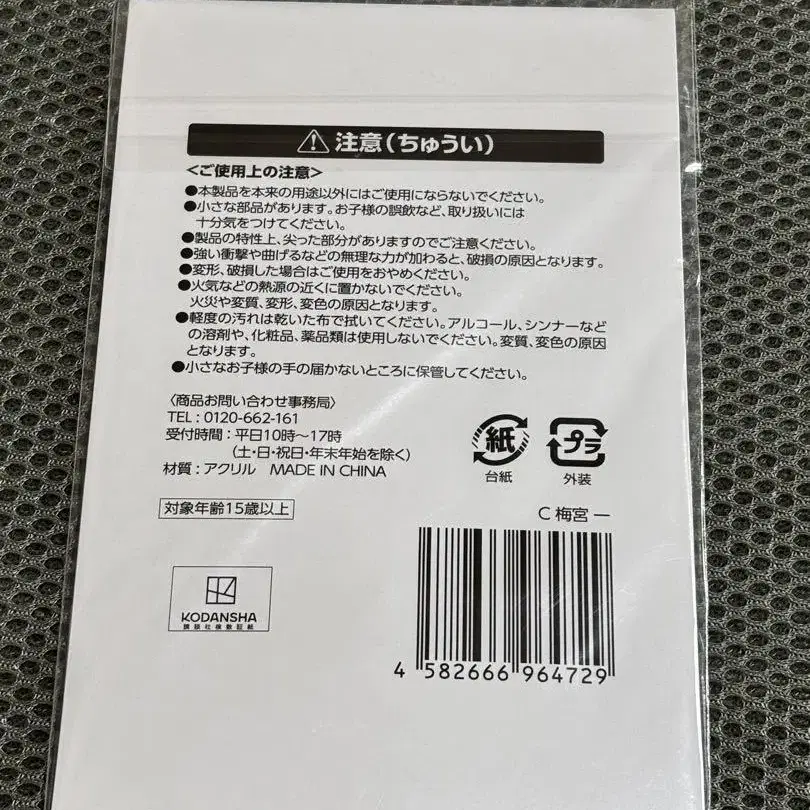 注意(ちゅうい)
<ご使用上の注意>
●本製品を本来の用途以外にはご使用にならないでください。
●小さな部品があります。お子様の誤飲など、取り扱いには
十分気をつけてください。
●製品の特性上、尖った部分がありますのでご注意ください。
●強い衝撃や曲げるなどの無理な力が加わると、破損の原因となります。
●変形、破損した場合はご使用をおやめください。
●火気などの熱源の近くに置かないでください。
火災や変質、変形、変色の原因となります。
●軽度の汚れは乾いた布で拭いてください。アルコール、シンナーなど
の溶剤や、化粧品、薬品類は使用しないでください。変質、変色の原因
となります。
●小さなお子様の手の届かないところに保管してください。
〈商品お問い合わせ事務局〉
TEL:0120-662-161
受付時間:平日10時～17時
(土・日・祝日・年末年始を除く)
材質:アクリル MADE IN CHINA
紙
台紙
プラ
外装
対象年齢15歳以上
C 梅宮 一
KODANSHA
講談社検数証紙
4 582666 964729